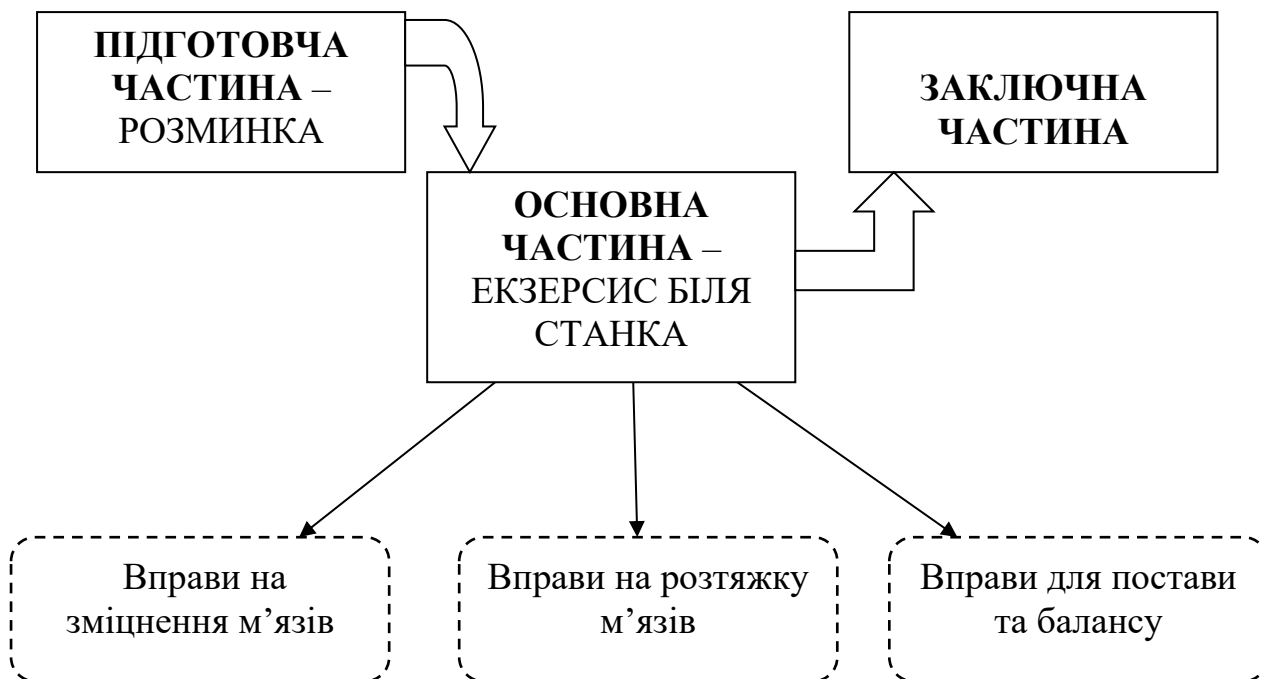 ПІДГОТОВЧА
ЧАСТИНА –
РОЗМИНКА
ЗАКЛЮЧНА
ЧАСТИНА
ОСНОВНА
ЧАСТИНА –
ЕКЗЕРСИС БІЛЯ
СТАНКА
Вправи на
зміцнення м’язів
Вправи на розтяжку
м’язів
Вправи для постави
та балансу